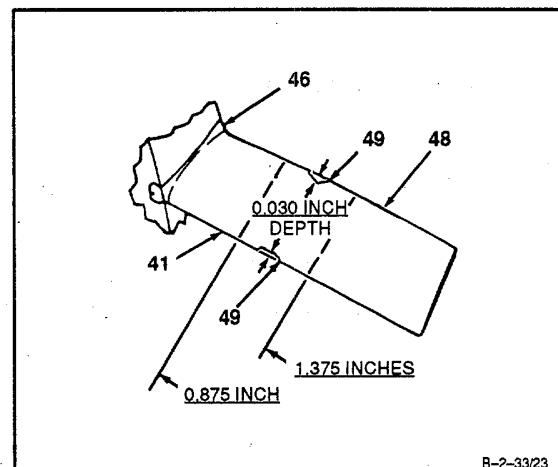 46
49
48
0.030 INCH
DEPTH
41
49
1.375 INCHES
0.875 INCH
B-2-33/23